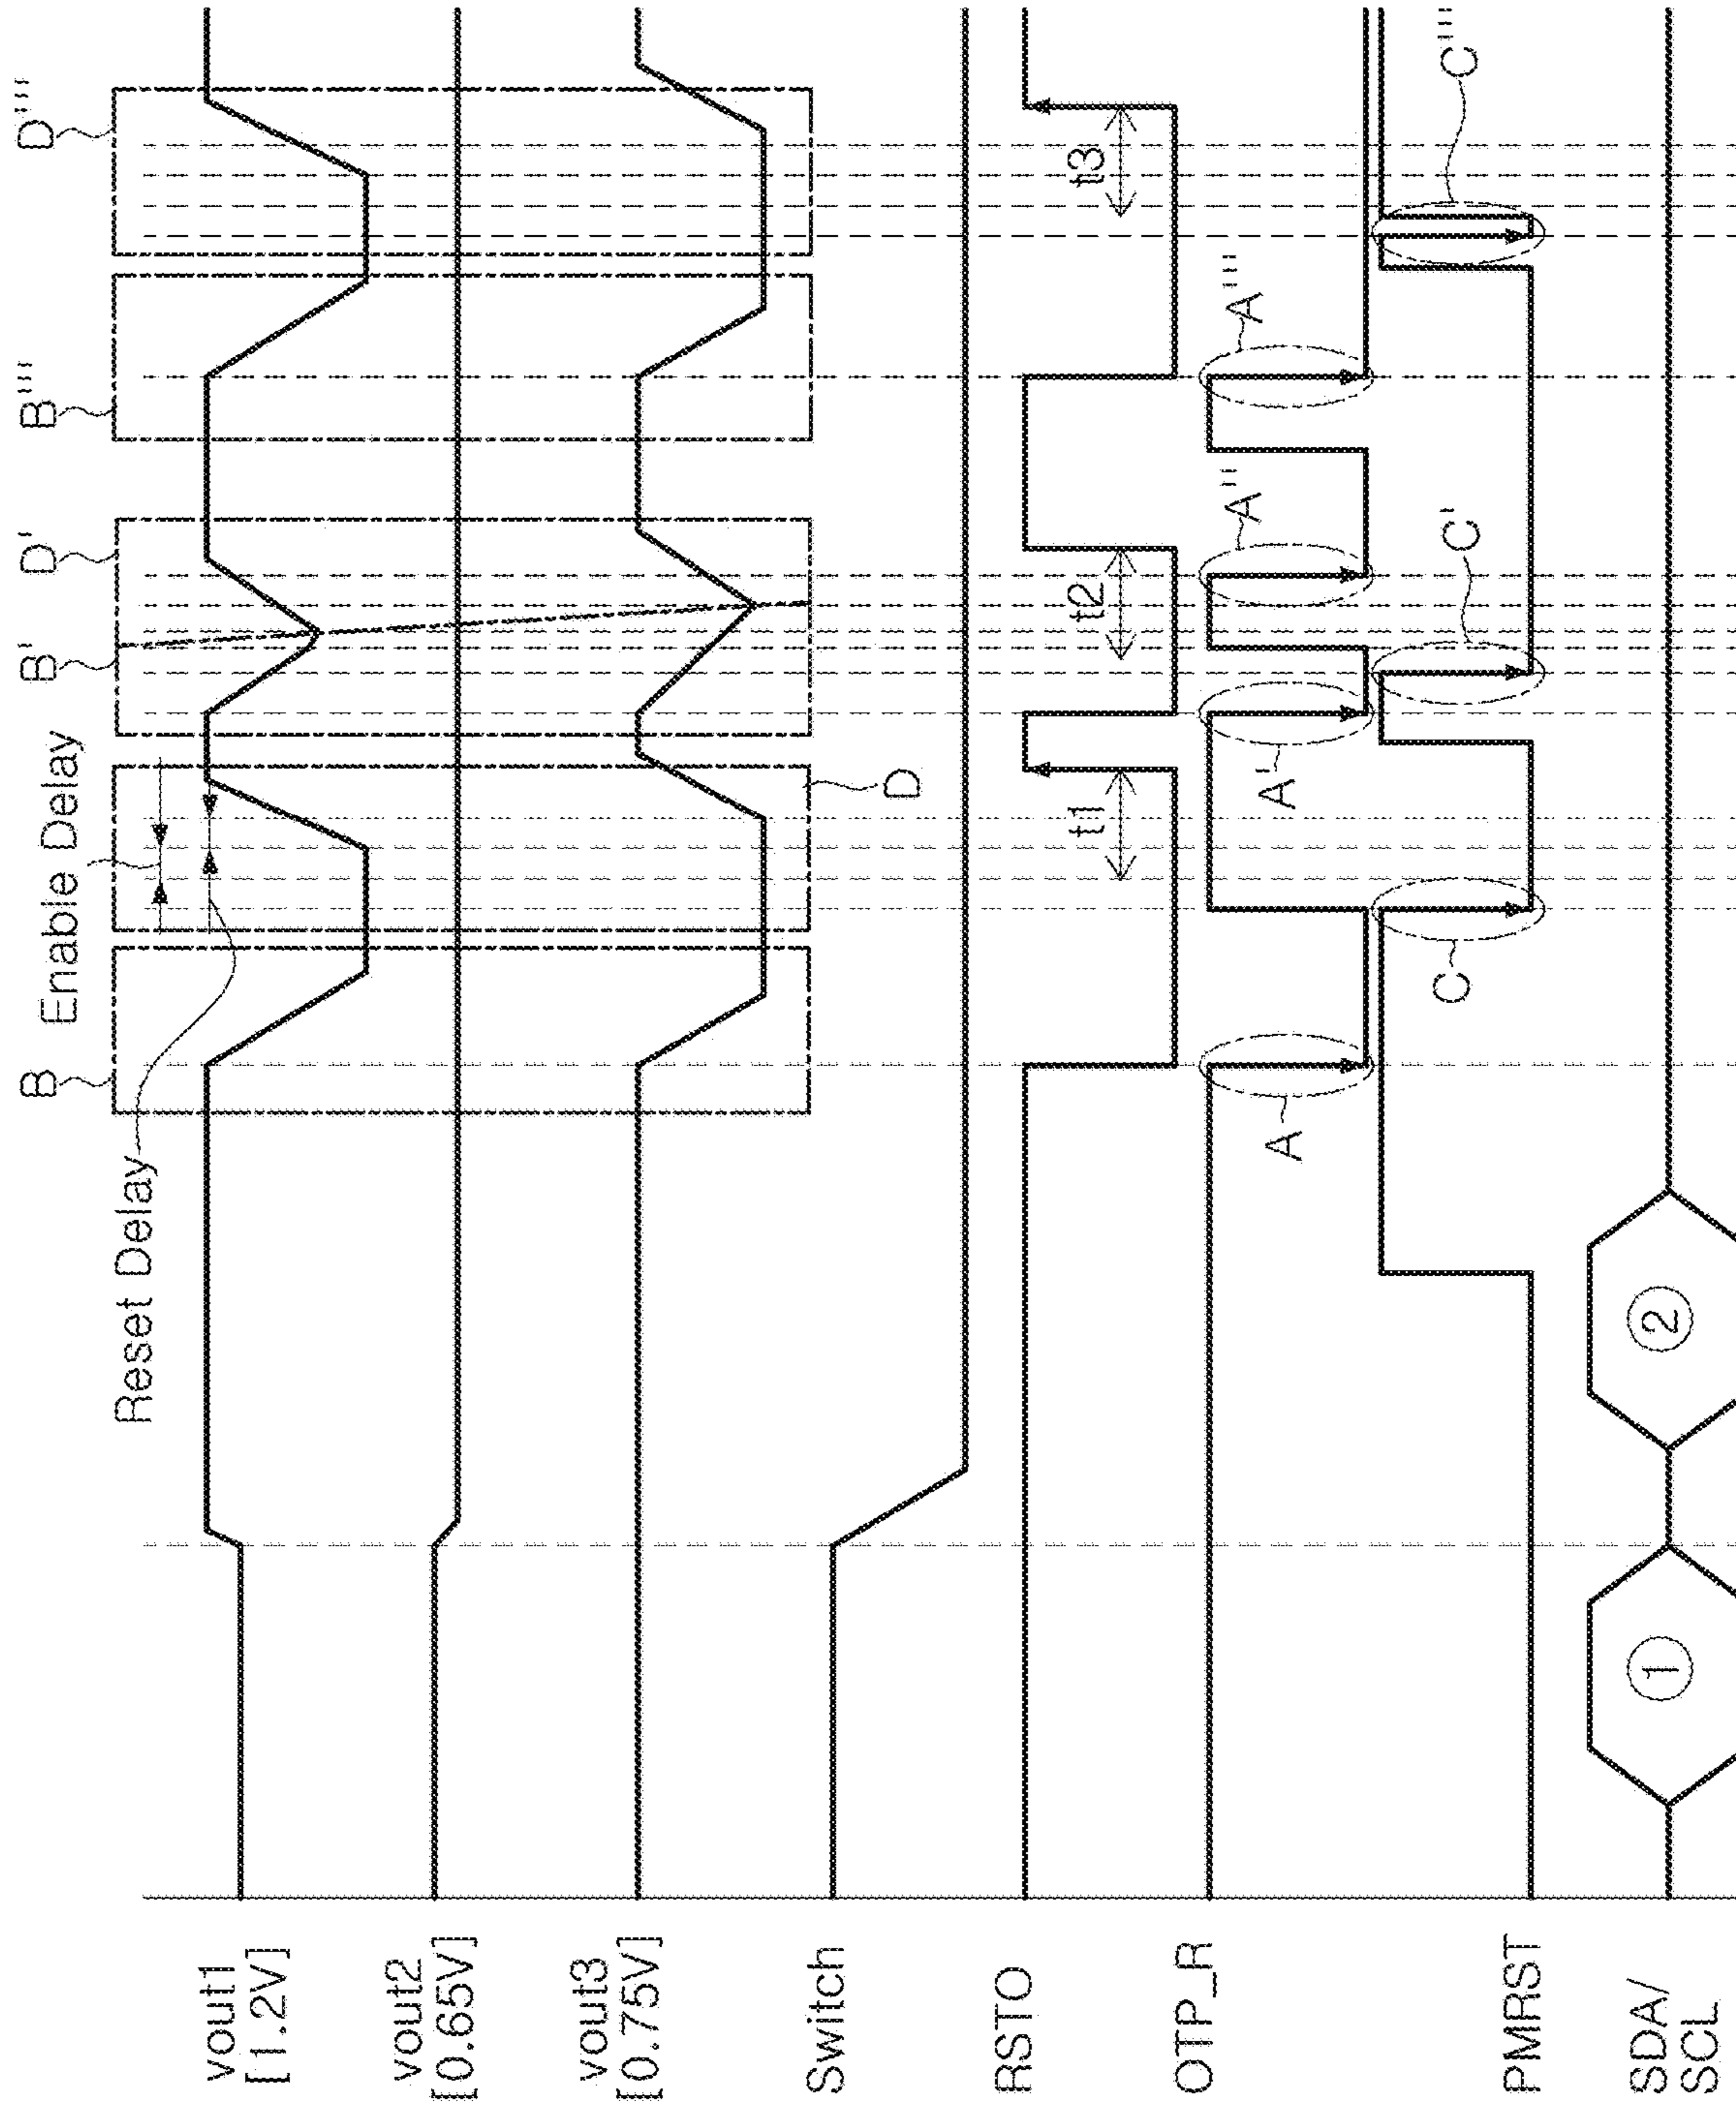 B
B'
D'
B'''
D'''
Enable Delay
Reset Delay
vout1
[1.2V]
vout2
[0.65V]
vout3
[0.75V]
Switch
D
RSTO
t1
t2
t3
OTP_R
A
A'
A''
A'''
PMRST
C
C'
C'''
SDA/
SCL
①
②